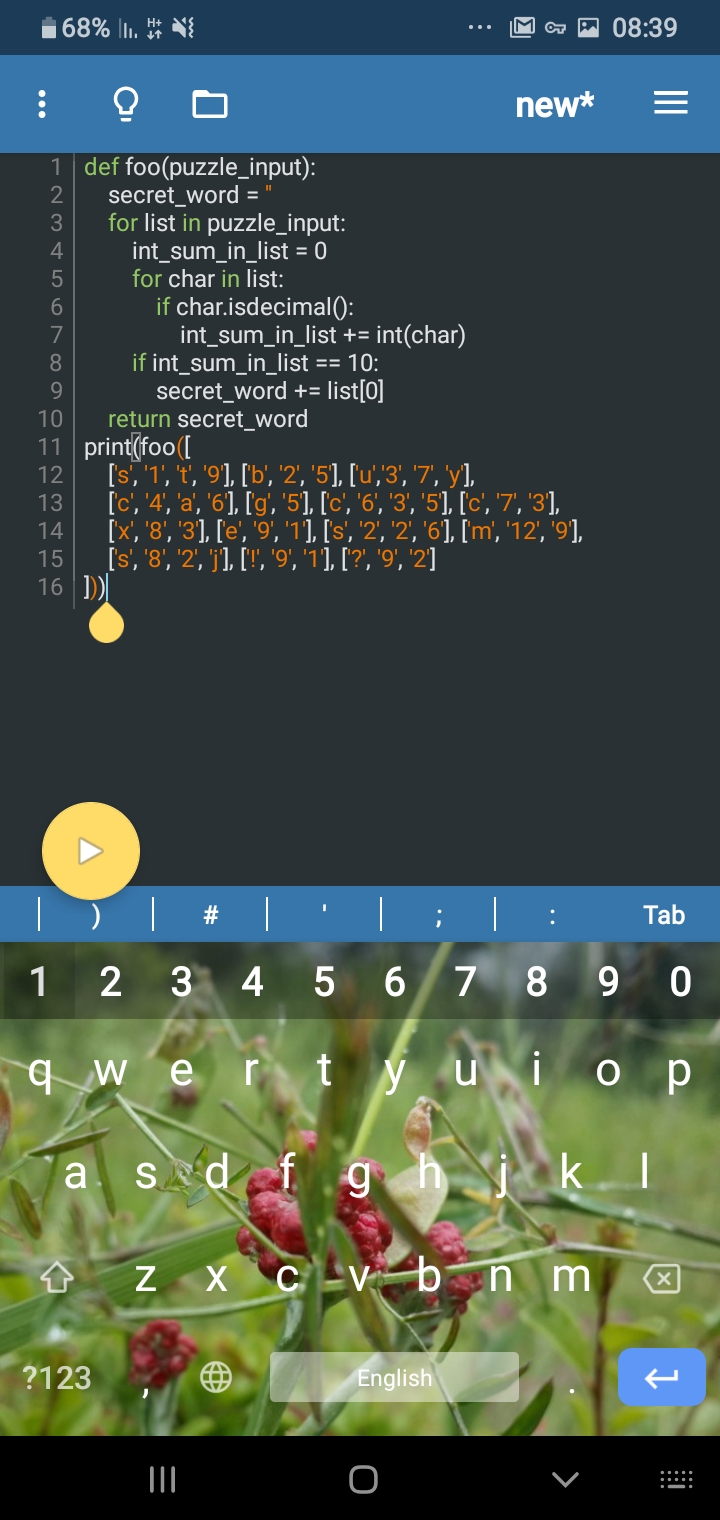 68% H+ ... 08:39
new*
1 def foo(puzzle_input):
2 secret_word = ''
3 for list in puzzle_input:
4 int_sum_in_list = 0
5 for char in list:
6 if char.isdecimal():
7 int_sum_in_list += int(char)
8 if int_sum_in_list == 10:
9 secret_word += list[0]
10 return secret_word
11 print(foo([
12 ['s', '1', 't', '9'], ['b', '2', '5'], ['u','3', '7', 'y'],
13 ['c', '4', 'a', '6'], ['g', '5'], ['c', '6', '3', '5'], ['c', '7', '3'],
14 ['x', '8', '3'], ['e', '9', '1'], ['s', '2', '2', '6'], ['m', '12', '9'],
15 ['s', '8', '2', 'j'], ['!', '9', '1'], ['?', '9', '2']
16 ]))
) # ' ; : Tab
1 2 3 4 5 6 7 8 9 0
q w e r t y u i o p
a s d f g h j k l
z x c v b n m
?123 , English .